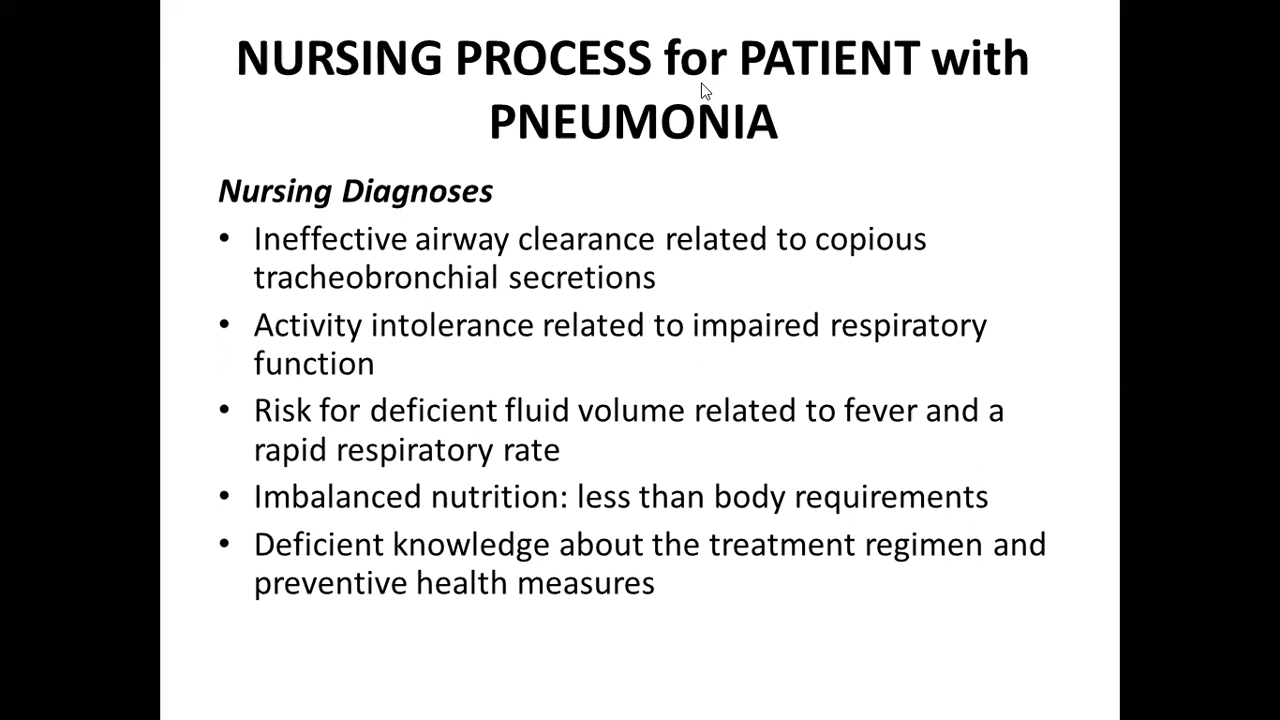 NURSING PROCESS for PATIENT with
PNEUMONIA
Nursing Diagnoses
• Ineffective airway clearance related to copious
tracheobronchial secretions
• Activity intolerance related to impaired respiratory
function
• Risk for deficient fluid volume related to fever and a
rapid respiratory rate
• Imbalanced nutrition: less than body requirements
• Deficient knowledge about the treatment regimen and
preventive health measures